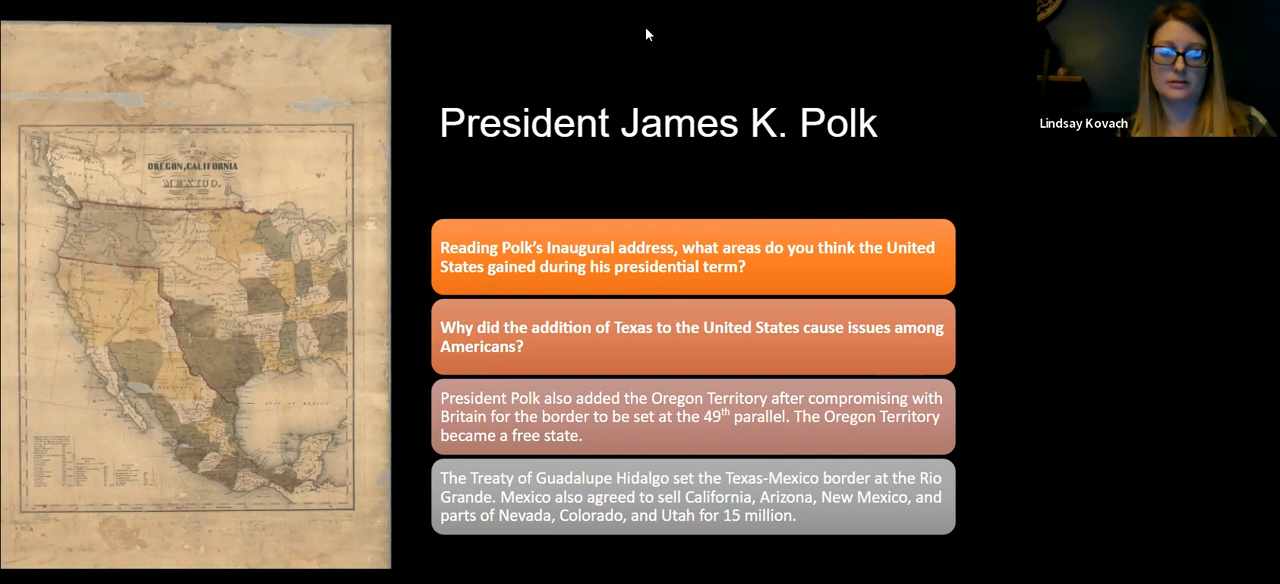 OREGON, CALIFORNIA
MEXICO.
President James K. Polk
Lindsay Kovach
Reading Polk's Inaugural address, what areas do you think the United
States gained during his presidential term?
Why did the addition of Texas to the United States cause issues among
Americans?
President Polk also added the Oregon Territory after compromising with
Britain for the border to be set at the 49th parallel. The Oregon Territory
became a free state.
The Treaty of Guadalupe Hidalgo set the Texas-Mexico border at the Rio
Grande. Mexico also agreed to sell California, Arizona, New Mexico, and
parts of Nevada, Colorado, and Utah for 15 million.